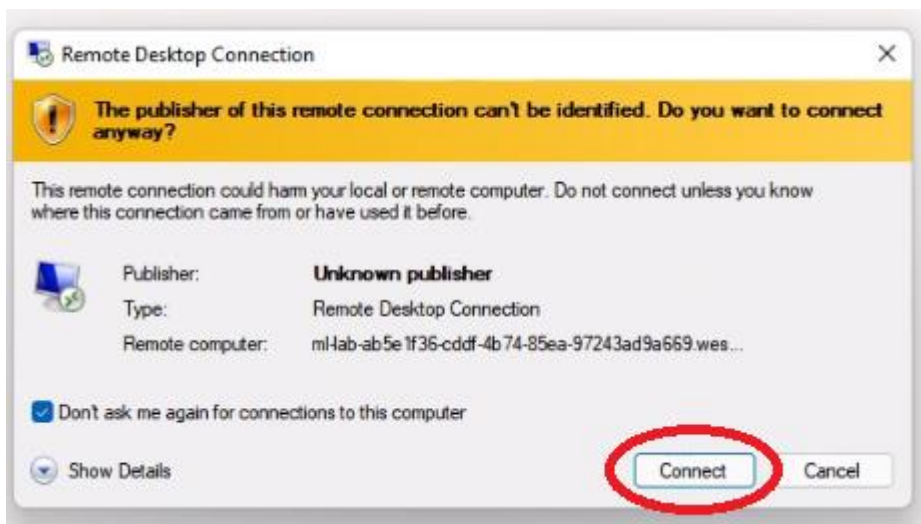 Remote Desktop Connection
The publisher of this remote connection can't be identified. Do you want to connect
anyway?
This remote connection could harm your local or remote computer. Do not connect unless you know
where this connection came from or have used it before.
Publisher: Unknown publisher
Type: Remote Desktop Connection
Remote computer: ml-lab-ab5e1f36-cddf-4b74-85ea-97243ad9a669.wes...
Don't ask me again for connections to this computer
Show Details Connect Cancel